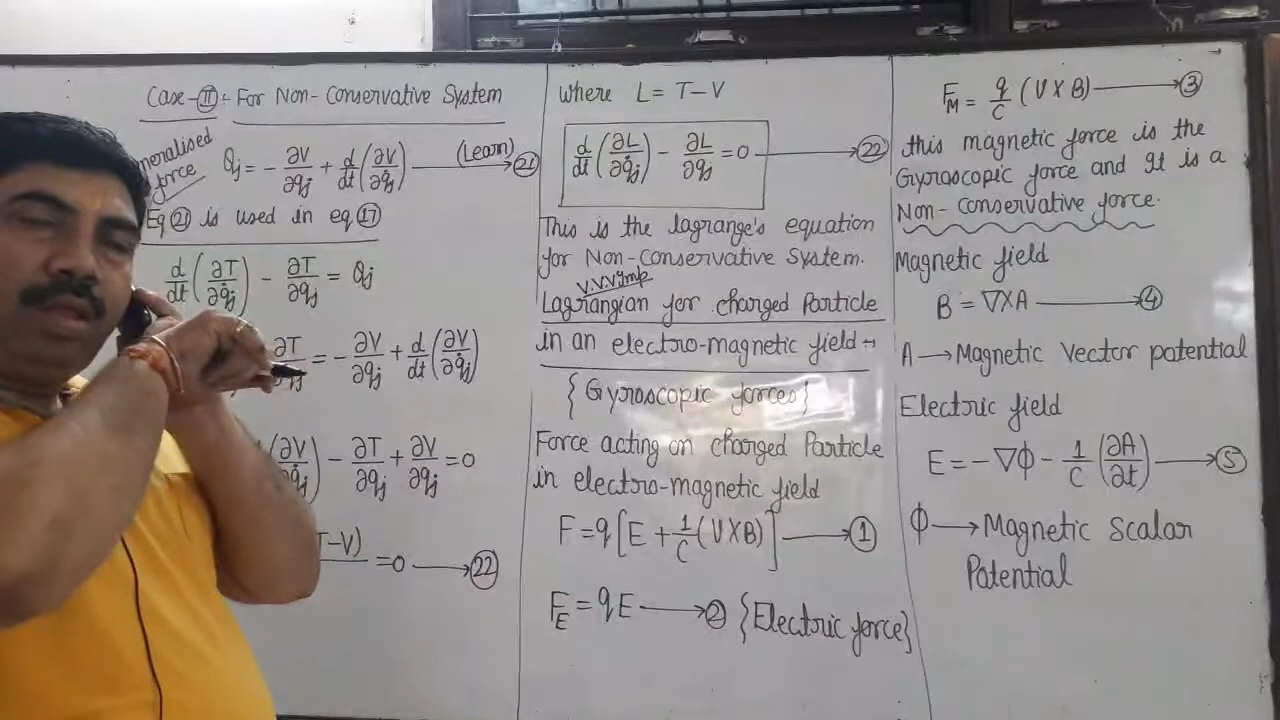 Case-II:- For Non-Conservative System
neralised
force
Qj = -∂V/∂qj + d/dt(∂V/∂q̇j) (Learn) → 21
Eq 21 is used in eq 17
d/dt(∂T/∂q̇j) - ∂T/∂qj = Qj
∂T/∂qj = -∂V/∂qj + d/dt(∂V/∂q̇j)
(∂V/∂q̇j) - ∂T/∂qj + ∂V/∂qj = 0
T-V) = 0 → 22
where L = T-V
d/dt(∂L/∂q̇j) - ∂L/∂qj = 0 → 22
This is the lagrange's equation
for Non-Conservative System.
V.V.V.Imp
Lagrangian for charged Particle
in an electro-magnetic field:-
{Gyroscopic forces}
Force acting on charged Particle
in electro-magnetic field
F = q[E + 1/C (V×B)] → 1
F_E = qE → 2 {Electric force}
F_M = q/C (V×B) → 3
this magnetic force is the
Gyroscopic force and It is a
Non-Conservative force.
Magnetic field
B = ∇×A → 4
A → Magnetic Vector potential
Electric field
E = -∇Φ - 1/C (∂A/∂t) → 5
Φ → Magnetic Scalar
Potential